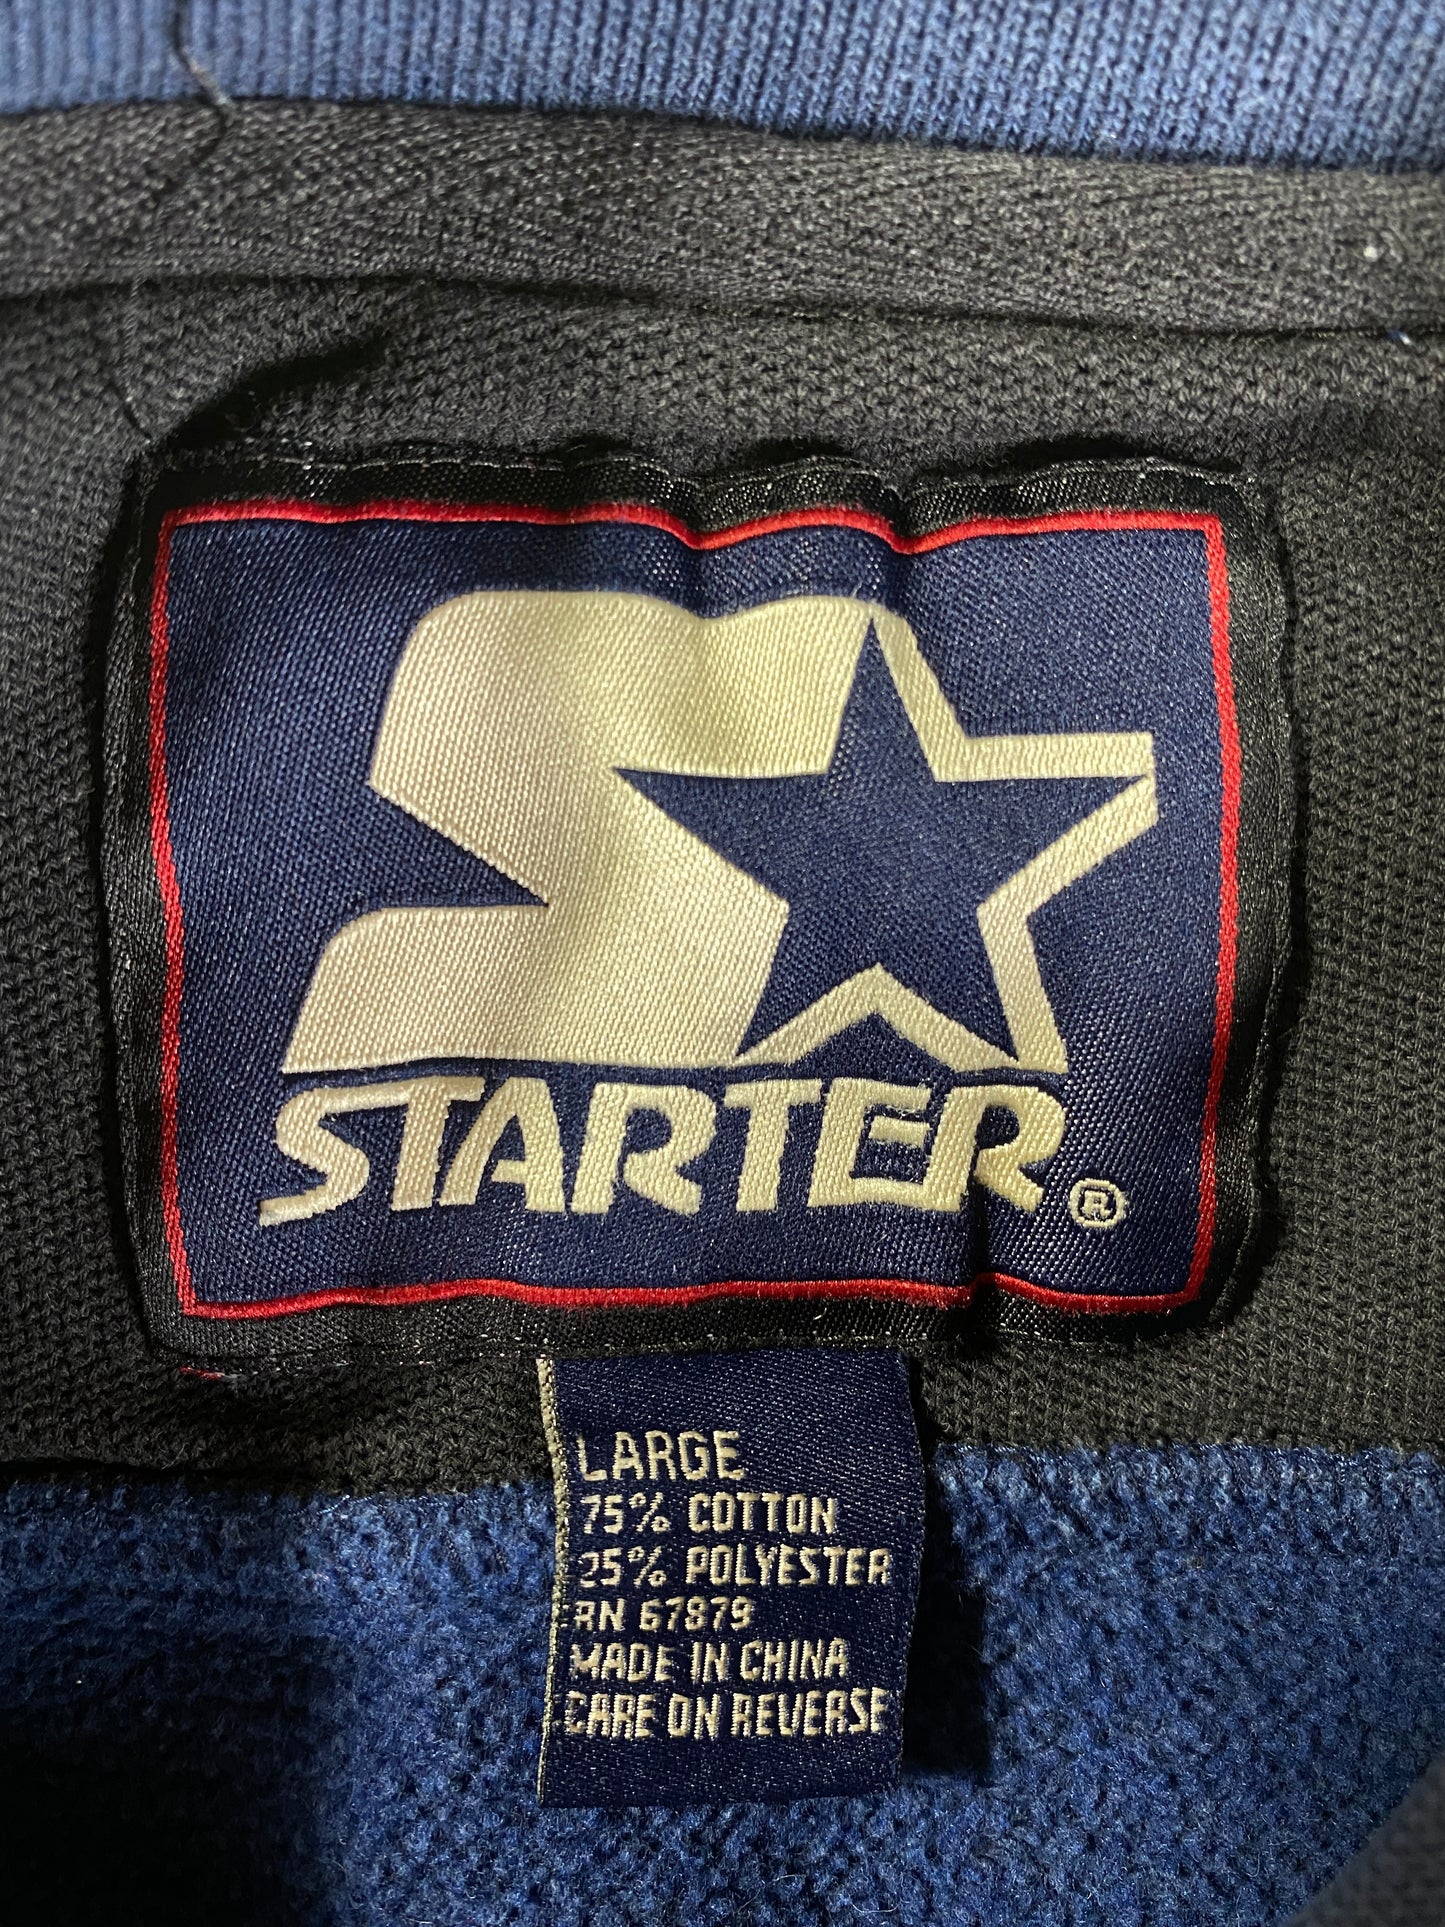 STARTER®
LARGE
75% COTTON
25% POLYESTER
RN 67879
MADE IN CHINA
CARE ON REVERSE